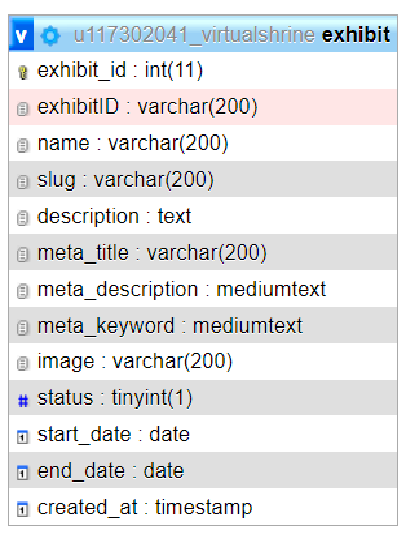 v u117302041_virtualshrine exhibit
exhibit_id : int(11)
exhibitID : varchar(200)
name : varchar(200)
slug : varchar(200)
description : text
meta_title : varchar(200)
meta_description : mediumtext
meta_keyword : mediumtext
image : varchar(200)
# status : tinyint(1)
start_date : date
end_date : date
created_at : timestamp